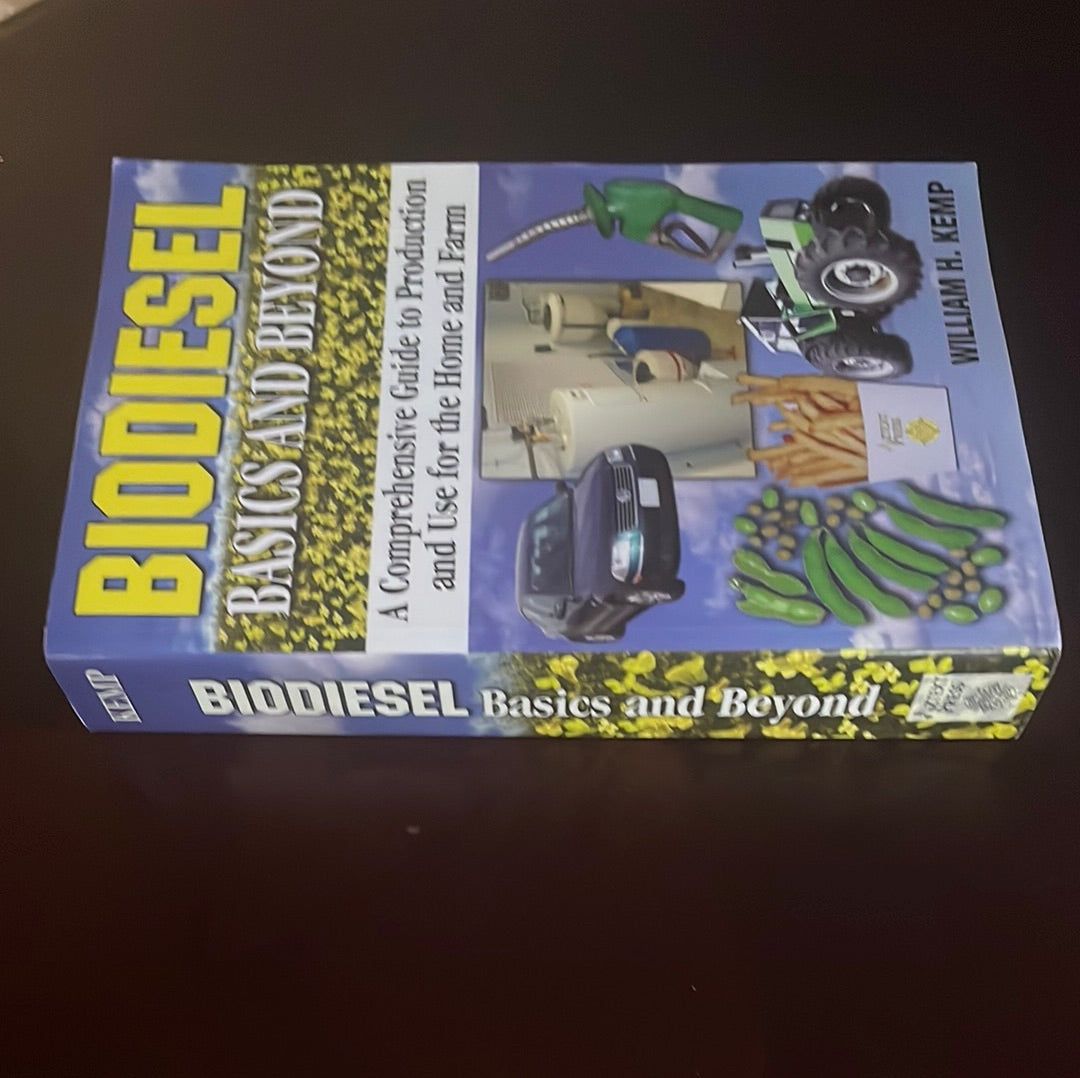 BIODIESEL
BASICS AND BEYOND
A Comprehensive Guide to Production
and Use for the Home and Farm
WILLIAM H. KEMP
KEMP
BIODIESEL Basics and Beyond